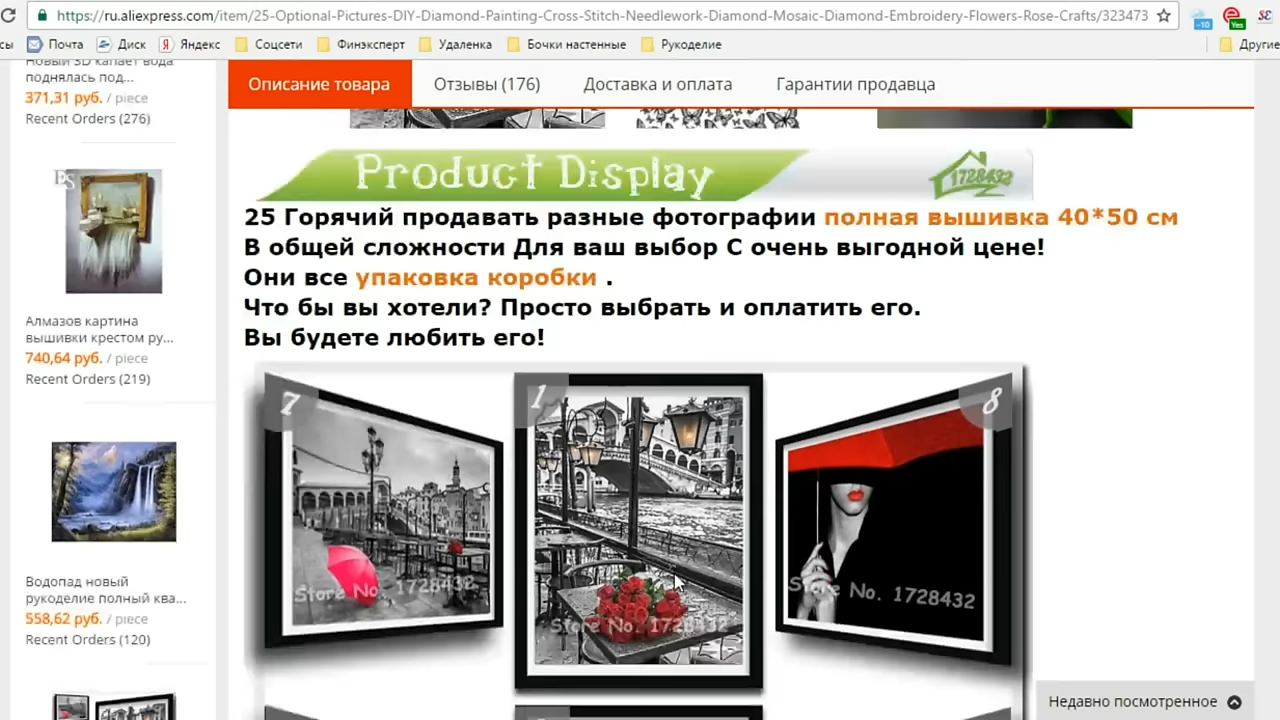 https://ru.aliexpress.com/item/25-Optional-Pictures-DIY-Diamond-Painting-Cross-Stitch-Needlework-Diamond-Mosaic-Diamond-Embroidery-Flowers-Rose-Crafts/323473
-10
Yes
сы
Почта
Диск
Яндекс
Соцсети
Финэксперт
Удаленка
Бочки настенные
Рукоделие
Другие
Новый 3D капает вода
поднялась под...
371,31 руб. / piece
Recent Orders (276)
Алмазов картина
вышивки крестом ру...
740,64 руб. / piece
Recent Orders (219)
Водопад новый
рукоделие полный ква...
558,62 руб. / piece
Recent Orders (120)
Описание товара
Отзывы (176)
Доставка и оплата
Гарантии продавца
Product Display
1728432
25 Горячий продавать разные фотографии полная вышивка 40*50 см
В общей сложности Для ваш выбор С очень выгодной цене!
Они все упаковка коробки .
Что бы вы хотели? Просто выбрать и оплатить его.
Вы будете любить его!
7
1
8
Store No. 1728432
Store No. 1728432
Store No. 1728432
Недавно посмотренное